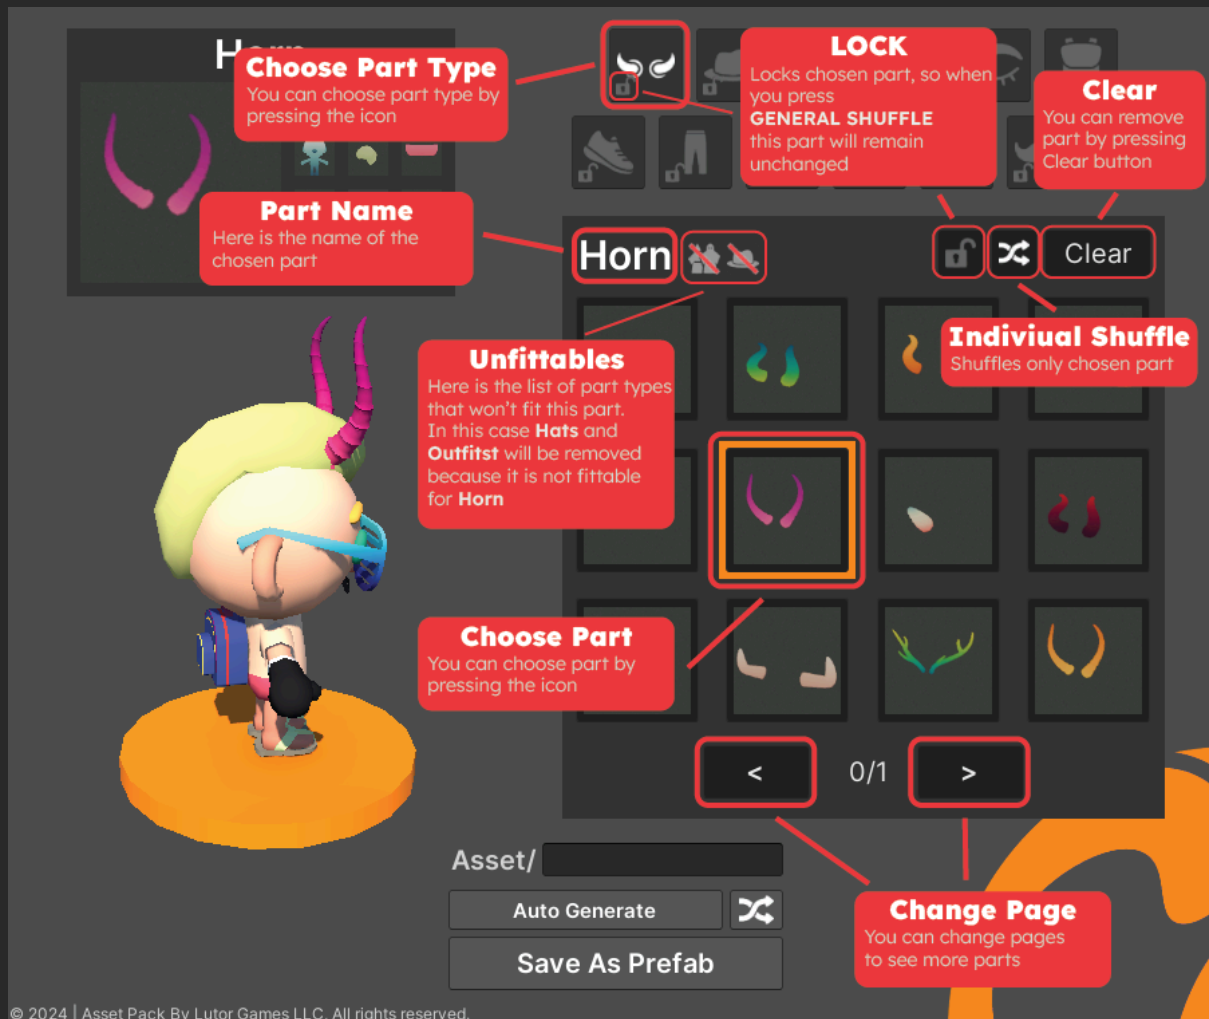 Horn
Choose Part Type
You can choose part type by
pressing the icon
LOCK
Locks chosen part, so when
you press
GENERAL SHUFFLE
this part will remain
unchanged
Clear
You can remove
part by pressing
Clear button
Part Name
Here is the name of the
chosen part
Horn
Clear
Indiviual Shuffle
Shuffles only chosen part
Unfittables
Here is the list of part types
that won't fit this part.
In this case Hats and
Outfitst will be removed
because it is not fittable
for Horn
Choose Part
You can choose part by
pressing the icon
<
0/1
>
Asset/
Auto Generate
Save As Prefab
Change Page
You can change pages
to see more parts
© 2024 | Asset Pack By Lutor Games LLC. All rights reserved.